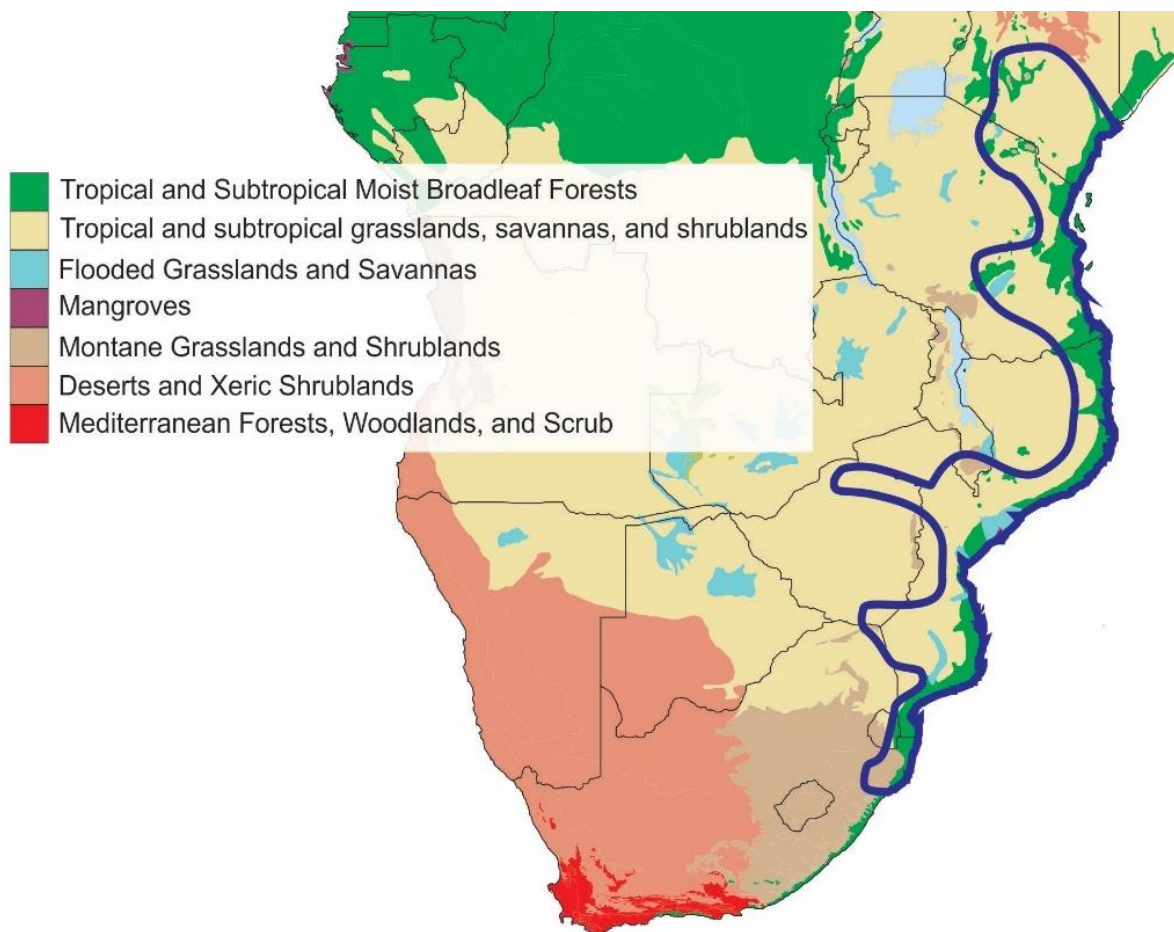 Tropical and Subtropical Moist Broadleaf Forests
Tropical and subtropical grasslands, savannas, and shrublands
Flooded Grasslands and Savannas
Mangroves
Montane Grasslands and Shrublands
Deserts and Xeric Shrublands
Mediterranean Forests, Woodlands, and Scrub